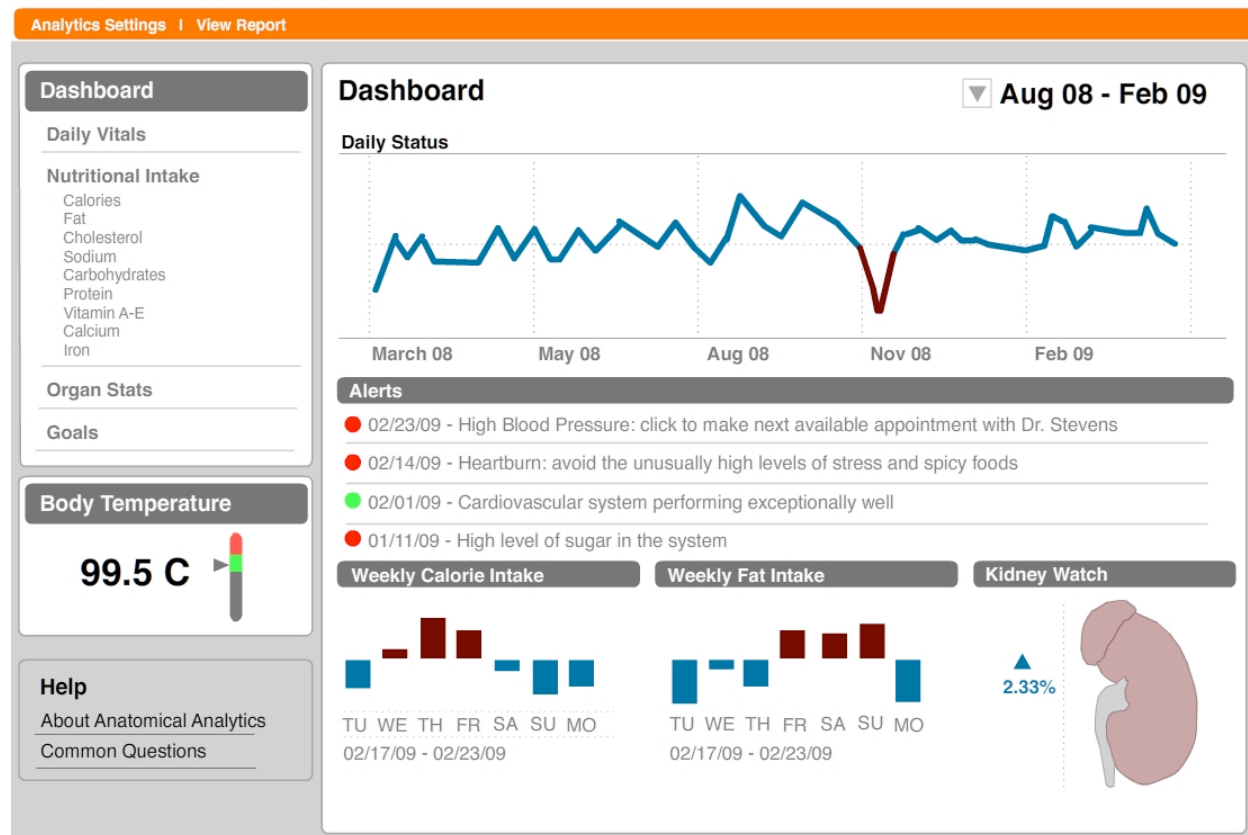 Analytics Settings | View Report
Dashboard
Daily Vitals
Nutritional Intake
Calories
Fat
Cholesterol
Sodium
Carbohydrates
Protein
Vitamin A-E
Calcium
Iron
Organ Stats
Goals
Body Temperature
99.5 C
Help
About Anatomical Analytics
Common Questions
Dashboard
Aug 08 - Feb 09
Daily Status
March 08 May 08 Aug 08 Nov 08 Feb 09
Alerts
02/23/09 - High Blood Pressure: click to make next available appointment with Dr. Stevens
02/14/09 - Heartburn: avoid the unusually high levels of stress and spicy foods
02/01/09 - Cardiovascular system performing exceptionally well
01/11/09 - High level of sugar in the system
Weekly Calorie Intake
TU WE TH FR SA SU MO
02/17/09 - 02/23/09
Weekly Fat Intake
TU WE TH FR SA SU MO
02/17/09 - 02/23/09
Kidney Watch
2.33%